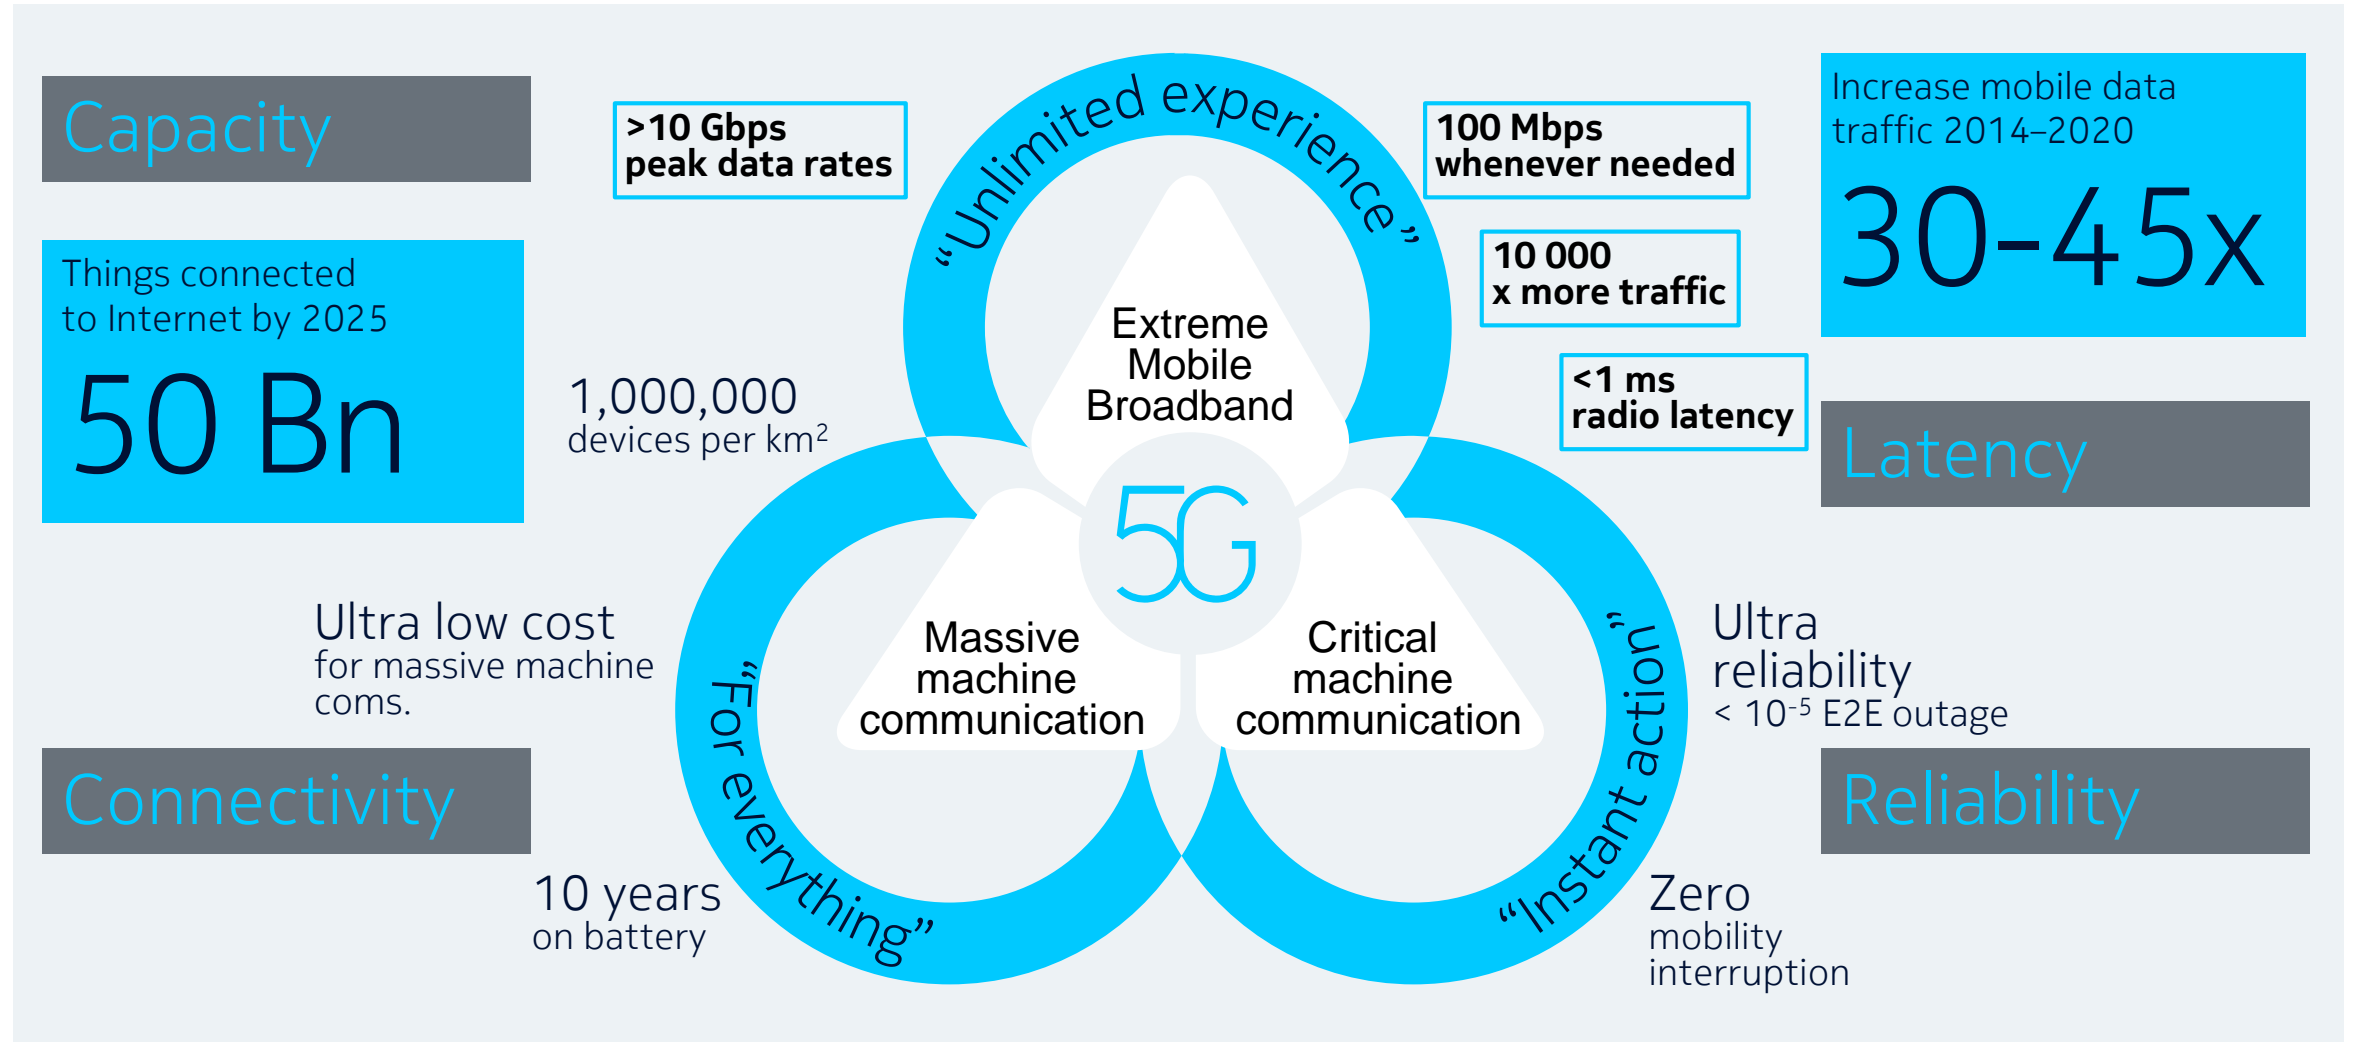 Capacity
Things connected
to Internet by 2025
50 Bn
>10 Gbps
peak data rates
“Unlimited experience”
100 Mbps
whenever needed
10 000
x more traffic
<1 ms
radio latency
Increase mobile data
traffic 2014–2020
30-45x
Latency
1,000,000
devices per km²
Extreme
Mobile
Broadband
5G
Ultra low cost
for massive machine
coms.
Massive
machine
communication
Critical
machine
communication
Ultra
reliability
< 10⁻⁵ E2E outage
Connectivity
“For everything”
“Instant action”
Reliability
10 years
on battery
Zero
mobility
interruption